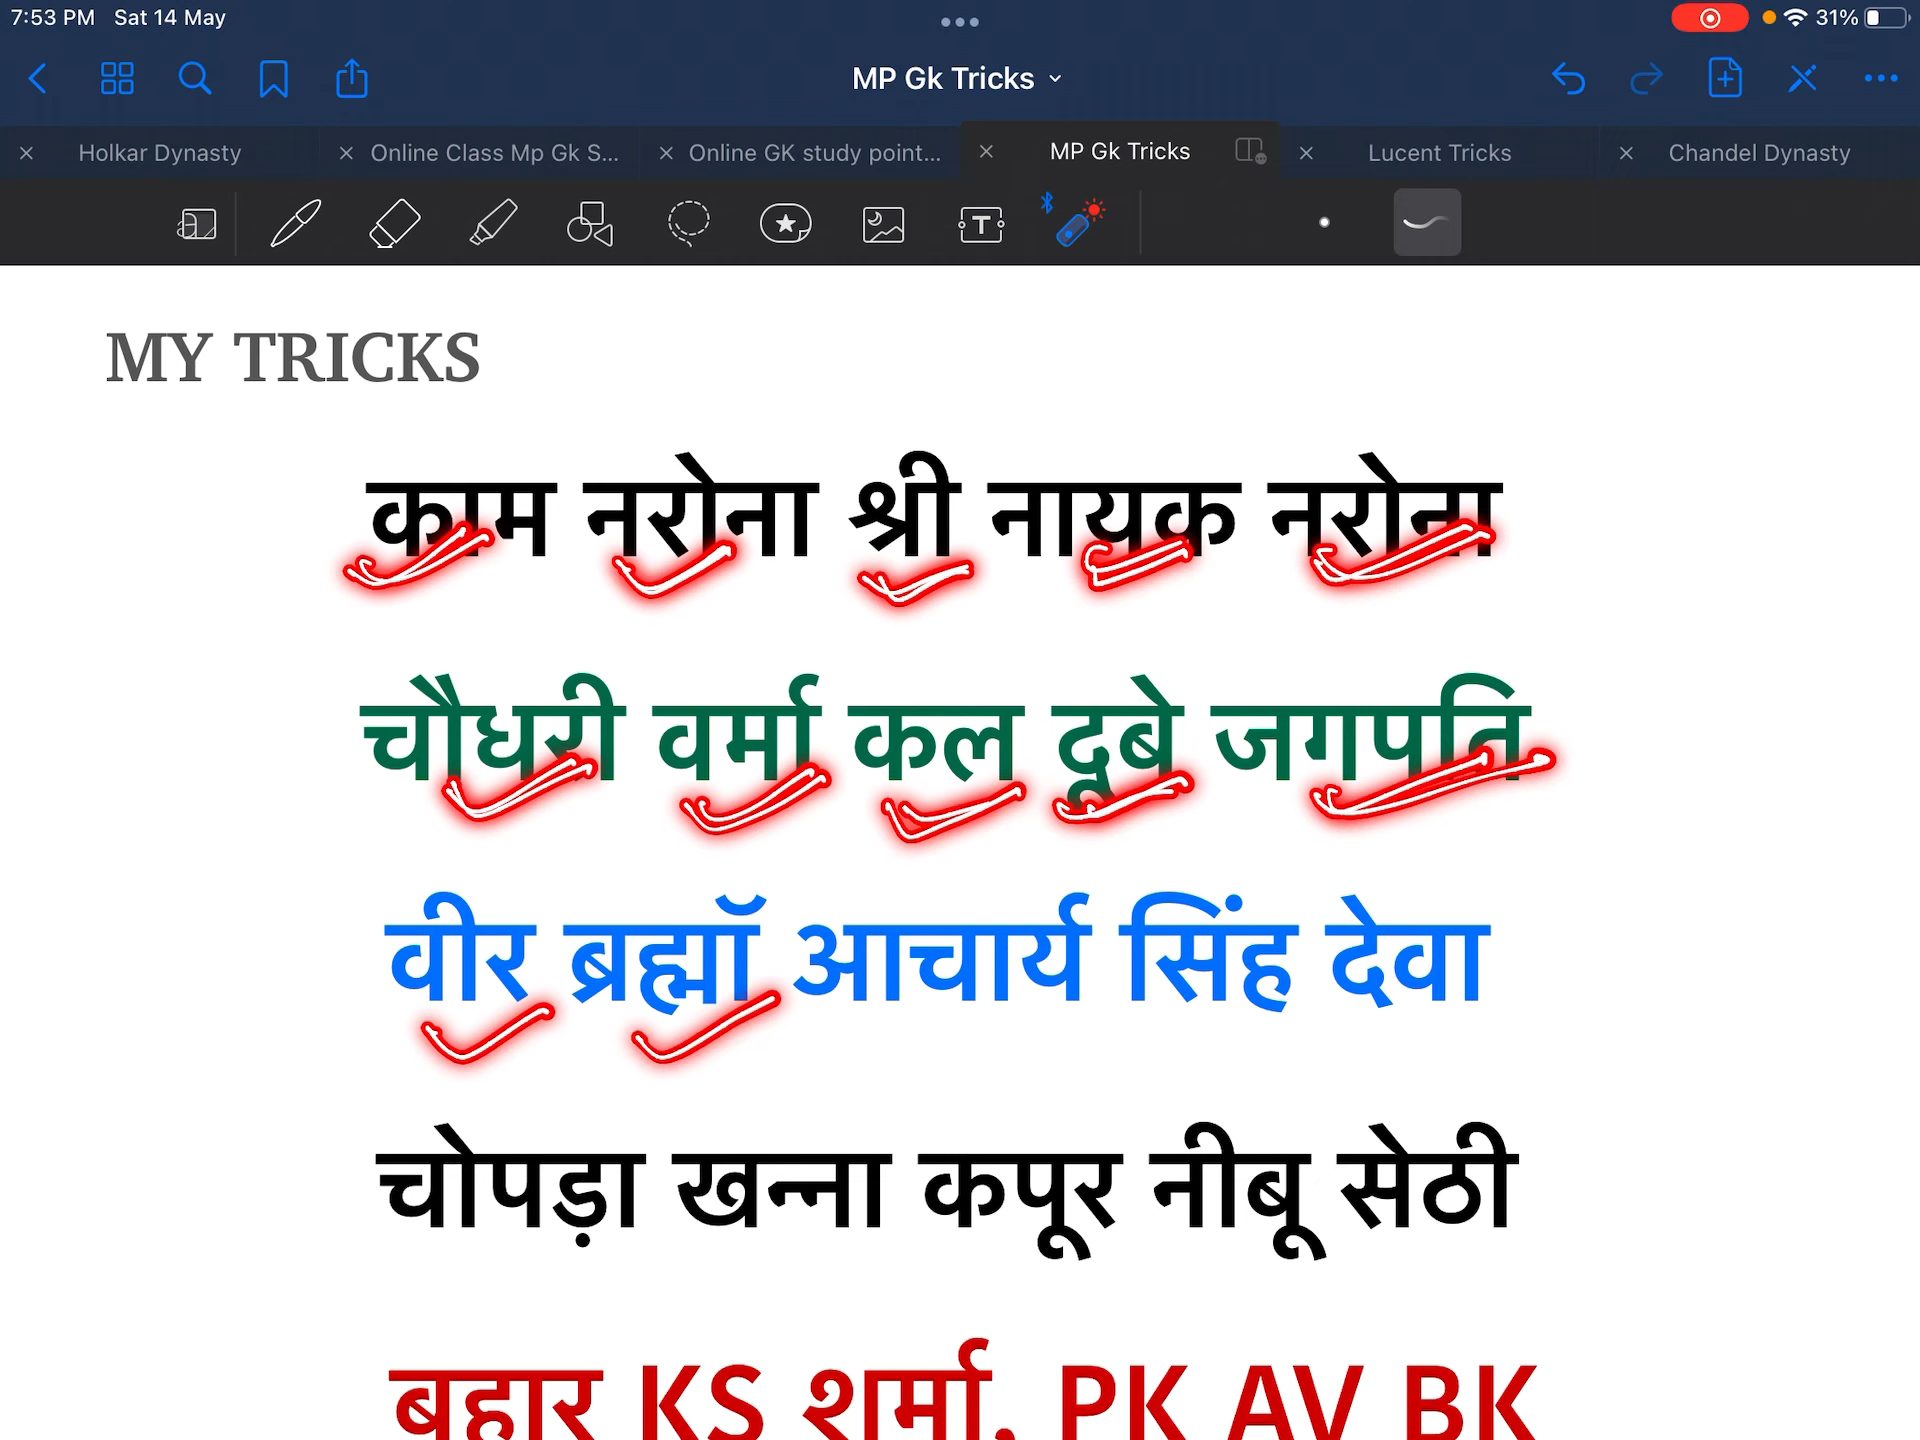 7:53 PM Sat 14 May
31%
MP Gk Tricks
Holkar Dynasty
Online Class Mp Gk S...
Online GK study point...
MP Gk Tricks
Lucent Tricks
Chandel Dynasty
MY TRICKS
काम नरोना श्री नायक नरोना
चौधरी वर्मा कल दूबे जगपति
वीर ब्रह्मॉ आचार्य सिंह देवा
चोपड़ा खन्ना कपूर नीबू सेठी
बहार KS शर्मा, PK AV BK